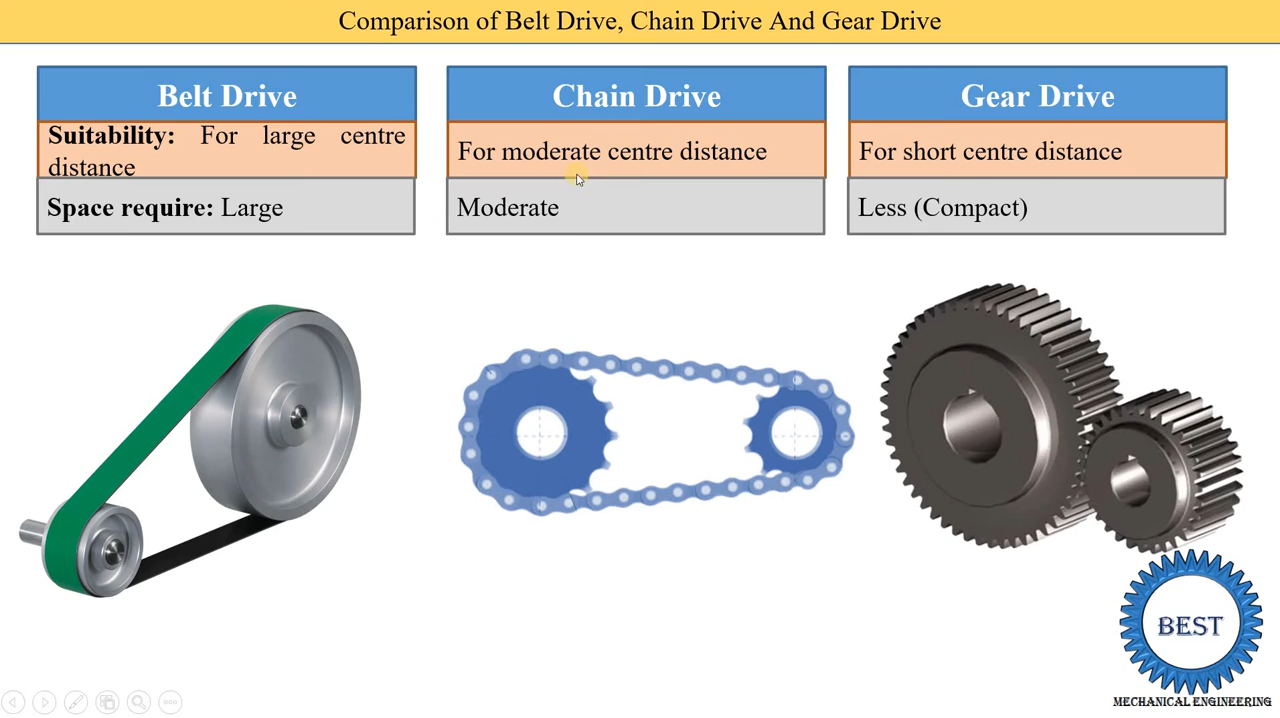 Comparison of Belt Drive, Chain Drive And Gear Drive
Belt Drive
Suitability: For large centre
distance
Space require: Large
Chain Drive
For moderate centre distance
Moderate
Gear Drive
For short centre distance
Less (Compact)
BEST
MECHANICAL ENGINEERING